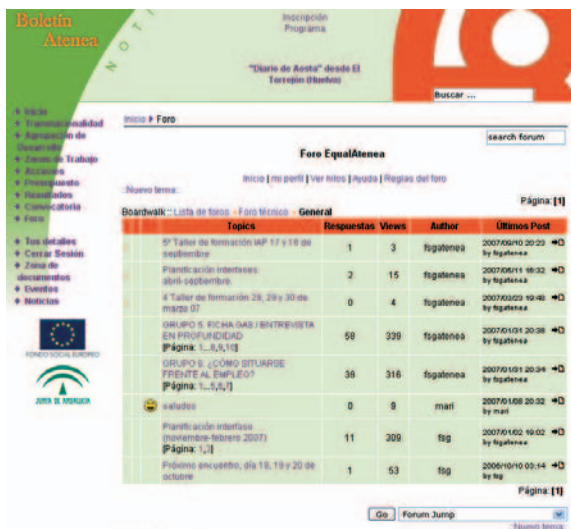 Boletín
Atenea
NOTI
Inscripción
Programa
"Diario de Aosta" desde El
Torrejón (Huelva)
Buscar ...
Inicio
Transnacionalidad
Agrupación de
Desarrollo
Zonas de Trabajo
Acciones
Presupuesto
Resultados
Convocatoria
Foro
Tus detalles
Cerrar Sesión
Zona de
documentos
Eventos
Noticias
FONDO SOCIAL EUROPEO
JUNTA DE ANDALUCIA
Inicio Foro
search forum
Foro EqualAtenea
Inicio | mi perfil | Ver hilos | Ayuda | Reglas del foro
::Nuevo tema::
Página: [1]
Boardwalk :: Lista de foros - Foro técnico - General
Topics Respuestas Views Author Últimos Post
5º Taller de formación IAP 17 y 18 de
septiembre 1 3 fsgatenea 2007/09/10 20:23
by fsgatenea
Planificación interfases:
abril-septiembre. 2 15 fsgatenea 2007/06/11 16:32
by fsgatenea
4 Taller de formación 28, 29 y 30 de
marzo 07 0 4 fsgatenea 2007/03/23 19:48
by fsgatenea
GRUPO 5. FICHA GAS / ENTREVISTA
EN PROFUNDIDAD
[Página: 1...8,9,10] 58 339 fsgatenea 2007/01/31 20:38
by fsgatenea
GRUPO 6. ¿CÓMO SITUARSE
FRENTE AL EMPLEO?
[Página: 1...5,6,7] 38 316 fsgatenea 2007/01/31 20:34
by fsgatenea
saludos 0 9 mari 2007/01/08 20:32
by mari
Planificación interfase
(noviembre-febrero 2007)
[Página: 1,2] 11 309 fsg 2007/01/02 19:02
by fsgatenea
Próximo encuentro, día 18, 19 y 20 de
octubre 1 53 fsg 2006/10/10 03:14
by fsg
Página: [1]
Go Forum Jump
::Nuevo tema::